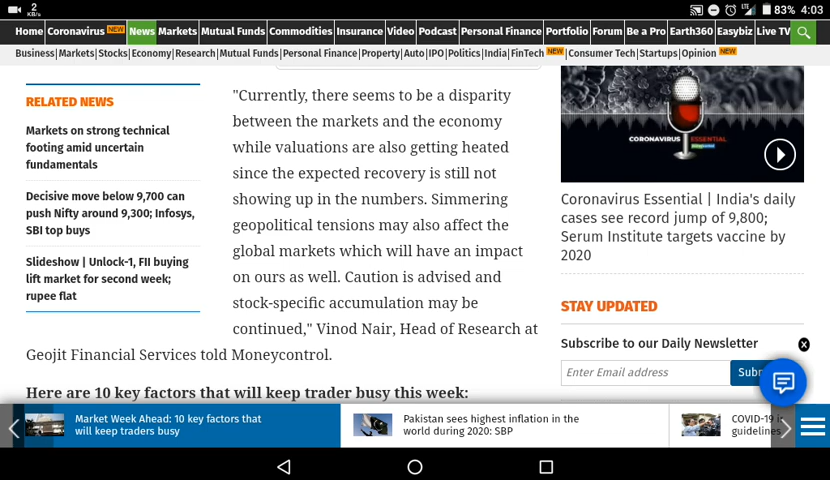 2
KB/s
LTE
83% 4:03
Home Coronavirus NEW News Markets Mutual Funds Commodities Insurance Video Podcast Personal Finance Portfolio Forum Be a Pro Earth360 Easybiz Live TV
Business| Markets| Stocks| Economy| Research| Mutual Funds| Personal Finance| Property| Auto| IPO| Politics| India| FinTech NEW |Consumer Tech| Startups| Opinion NEW
RELATED NEWS
Markets on strong technical
footing amid uncertain
fundamentals
Decisive move below 9,700 can
push Nifty around 9,300; Infosys,
SBI top buys
Slideshow | Unlock-1, FII buying
lift market for second week;
rupee flat
"Currently, there seems to be a disparity
between the markets and the economy
while valuations are also getting heated
since the expected recovery is still not
showing up in the numbers. Simmering
geopolitical tensions may also affect the
global markets which will have an impact
on ours as well. Caution is advised and
stock-specific accumulation may be
continued," Vinod Nair, Head of Research at
Geojit Financial Services told Moneycontrol.
Here are 10 key factors that will keep trader busy this week:
CORONAVIRUS ESSENTIAL
Coronavirus Essential | India's daily
cases see record jump of 9,800;
Serum Institute targets vaccine by
2020
STAY UPDATED
Subscribe to our Daily Newsletter
Enter Email address
Subm
Market Week Ahead: 10 key factors that
will keep traders busy
Pakistan sees highest inflation in the
world during 2020: SBP
COVID-19
guidelines